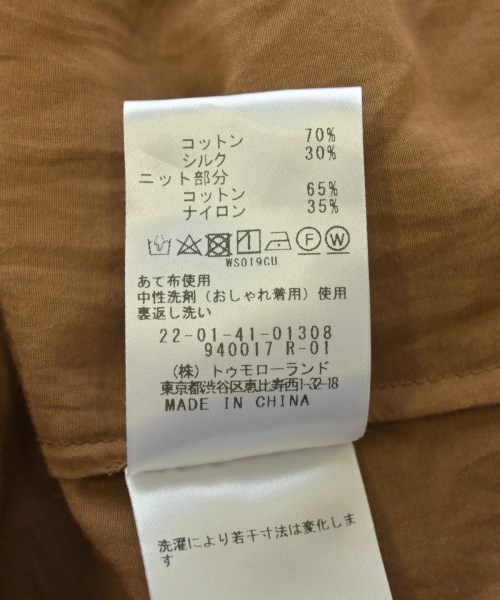 コットン 70%
シルク 30%
ニット部分
コットン 65%
ナイロン 35%
F W
WS019CU
あて布使用
中性洗剤（おしゃれ着用）使用
裏返し洗い
22-01-41-01308
940017 R-01
（株）トゥモローランド
東京都渋谷区恵比寿西1-32-18
MADE IN CHINA
洗濯により若干寸法は変化しま
す